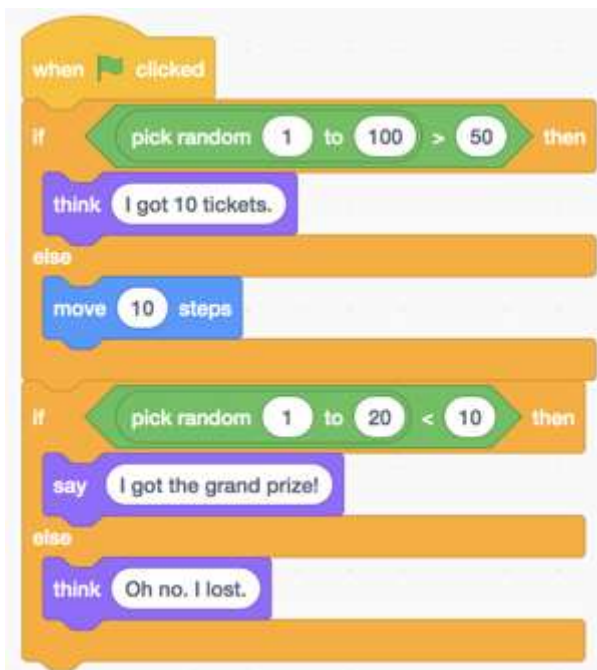 when clicked
if pick random 1 to 100 > 50 then
think I got 10 tickets.
else
move 10 steps
if pick random 1 to 20 < 10 then
say I got the grand prize!
else
think Oh no. I lost.